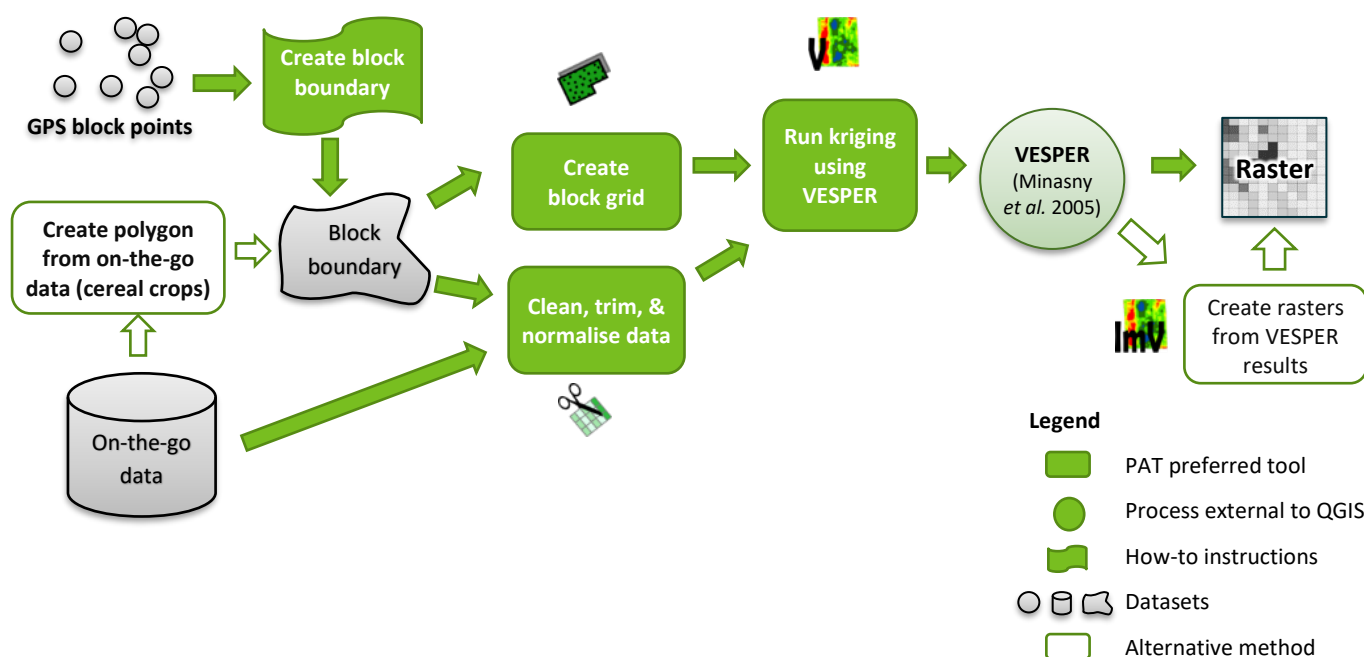 GPS block points
Create block
boundary
Create polygon
from on-the-go
data (cereal crops)
On-the-go
data
Block
boundary
Create
block grid
Clean, trim, &
normalise data
V
Run kriging
using
VESPER
VESPER
(Minasny
et al. 2005)
Raster
ImV
Create rasters
from VESPER
results
Legend
PAT preferred tool
Process external to QGIS
How-to instructions
Datasets
Alternative method